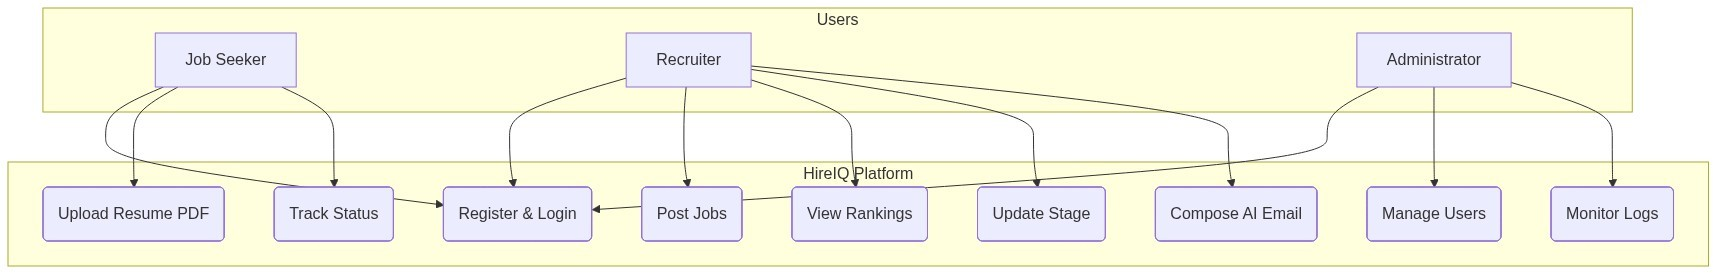 Users
Job Seeker
Recruiter
Administrator
HireIQ Platform
Upload Resume PDF
Track Status
Register & Login
Post Jobs
View Rankings
Update Stage
Compose AI Email
Manage Users
Monitor Logs